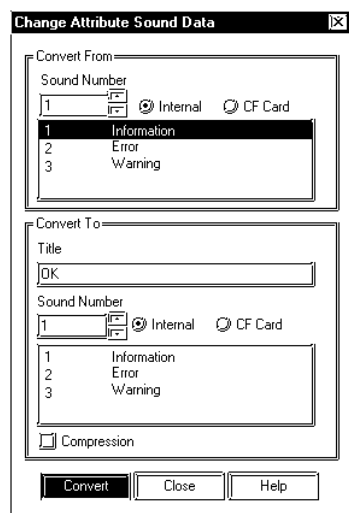 Change Attribute Sound Data
Convert From
Sound Number
1 Internal CF Card
1 Information
2 Error
3 Warning
Convert To
Title
OK
Sound Number
1 Internal CF Card
1 Information
2 Error
3 Warning
Compression
Convert Close Help